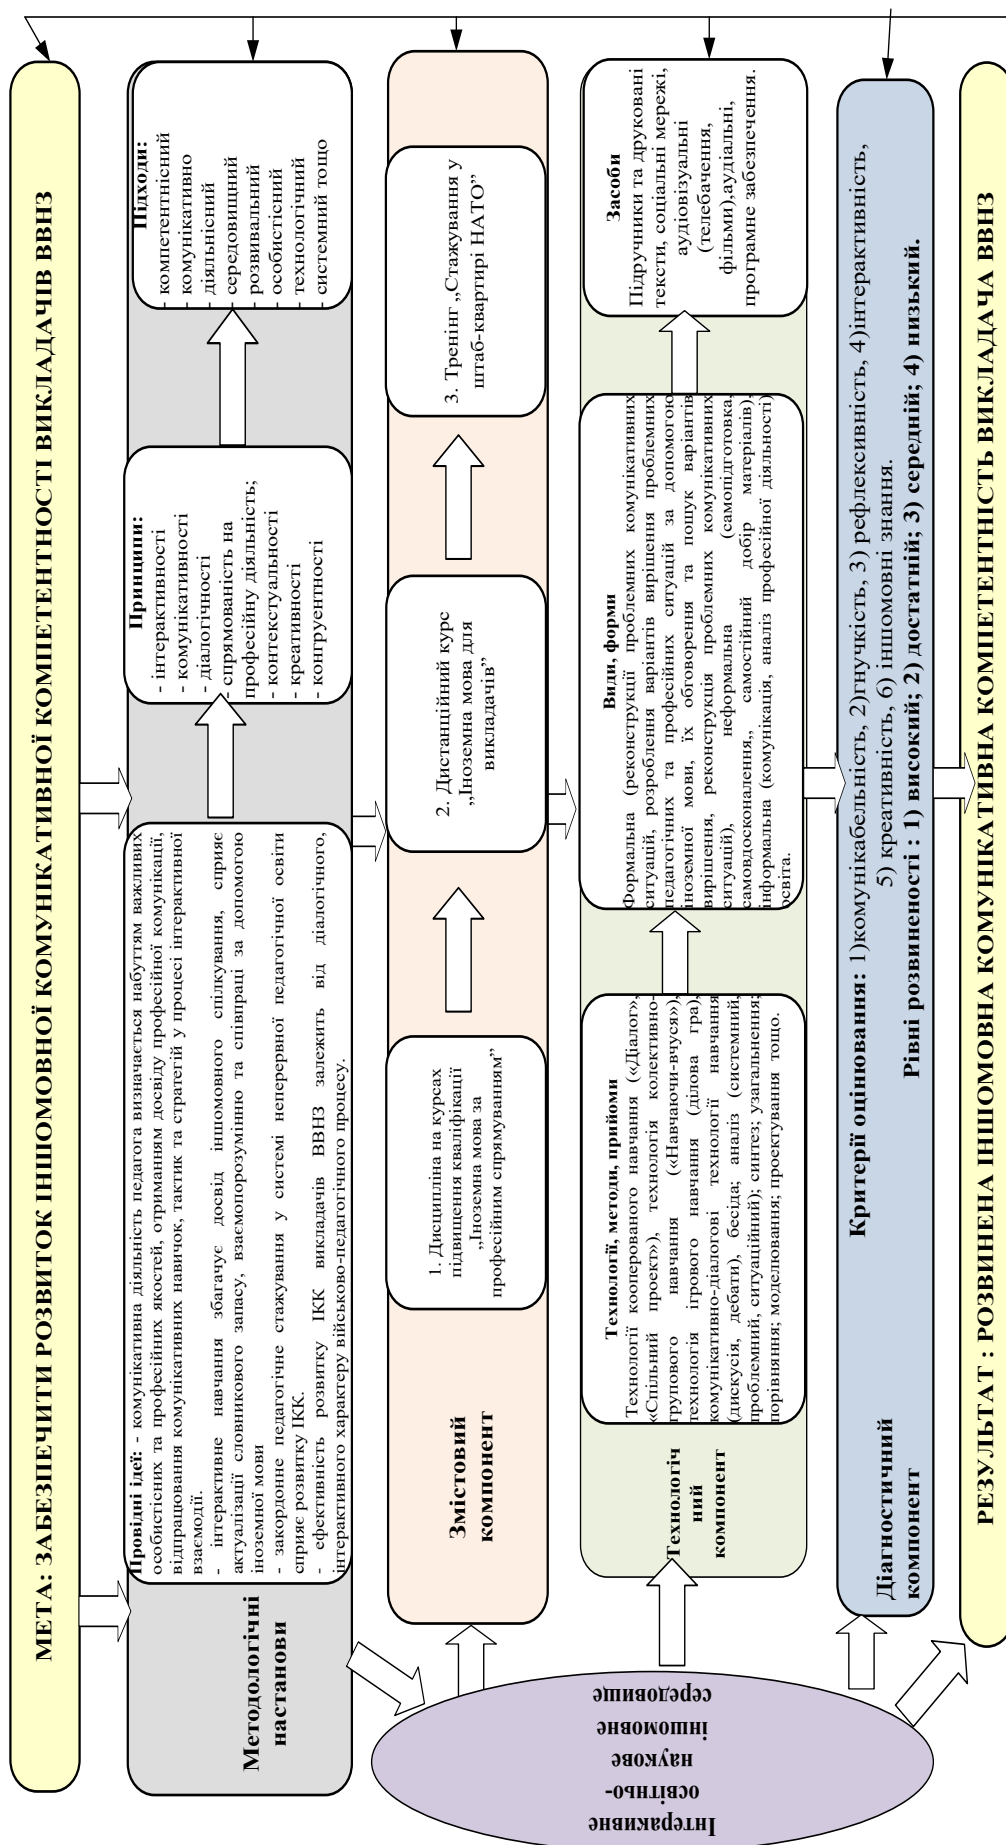 МЕТА: ЗАБЕЗПЕЧИТИ РОЗВИТОК ІНШОМОВНОЇ КОМУНІКАТИВНОЇ КОМПЕТЕНТНОСТІ ВИКЛАДАЧІВ ВВНЗ
Методологічні
настанови
Провідні ідеї: - комунікативна діяльність педагога визначається набуттям важливих
особистісних та професійних якостей, отриманням досвіду професійної комунікації,
відпрацювання комунікативних навичок, тактик та стратегій у процесі інтерактивної
взаємодії.
- інтерактивне навчання збагачує досвід іншомовного спілкування, сприяє
актуалізації словникового запасу, взаємопорозумінню та співпраці за допомогою
іноземної мови
- закордонне педагогічне стажування у системі неперервної педагогічної освіти
сприяє розвитку ІКК.
- ефективність розвитку ІКК викладачів ВВНЗ залежить від діалогічного,
інтерактивного характеру військово-педагогічного процесу.
Принципи:
- інтерактивності
- комунікативності
- діалогічності
- спрямованість на
професійну діяльність;
- контекстуальності
- креативності
- конгруентності
Підходи:
- компетентнісний
- комунікативно
діяльнісний
- середовищний
- розвивальний
- особистісний
- технологічний
- системний тощо
Змістовий
компонент
1. Дисципліна на курсах
підвищення кваліфікації
„Іноземна мова за
професійним спрямуванням”
2. Дистанційний курс
„Іноземна мова для
викладачів”
3. Тренінг „Стажування у
штаб-квартирі НАТО”
Технологіч
ний
компонент
Технології, методи, прийоми
Технології кооперованого навчання («Діалог»,
«Спільний проект»), технологія колективно-
групового навчання («Навчаючи-вчуся»),
технологія ігрового навчання (ділова гра),
комунікативно-діалогові технології навчання
(дискусія, дебати), бесіда; аналіз (системний,
проблемний, ситуаційний); синтез; узагальнення;
порівняння; моделювання; проектування тощо.
Види, форми
Формальна (реконструкції проблемних комунікативних
ситуацій, розроблення варіантів вирішення проблемних
педагогічних та професійних ситуацій за допомогою
іноземної мови, їх обговорення та пошук варіантів
вирішення, реконструкція проблемних комунікативних
ситуацій), неформальна (самопідготовка,
самовдосконалення,, самостійний добір матеріалів),
інформальна (комунікація, аналіз професійної діяльності)
освіта.
Засоби
Підручники та друковані
тексти, соціальні мережі,
аудіовізуальні
(телебачення,
фільми),аудіальні,
програмне забезпечення.
Діагностичний
компонент
Критерії оцінювання: 1)комунікабельність, 2)гнучкість, 3) рефлексивність, 4)інтерактивність,
5) креативність, 6) іншомовні знання.
Рівні розвиненості : 1) високий; 2) достатній; 3) середній; 4) низький.
РЕЗУЛЬТАТ : РОЗВИНЕНА ІНШОМОВНА КОМУНІКАТИВНА КОМПЕТЕНТНІСТЬ ВИКЛАДАЧА ВВНЗ
Інтеракивне
освітньо-
наукове
іншомовне
середовище